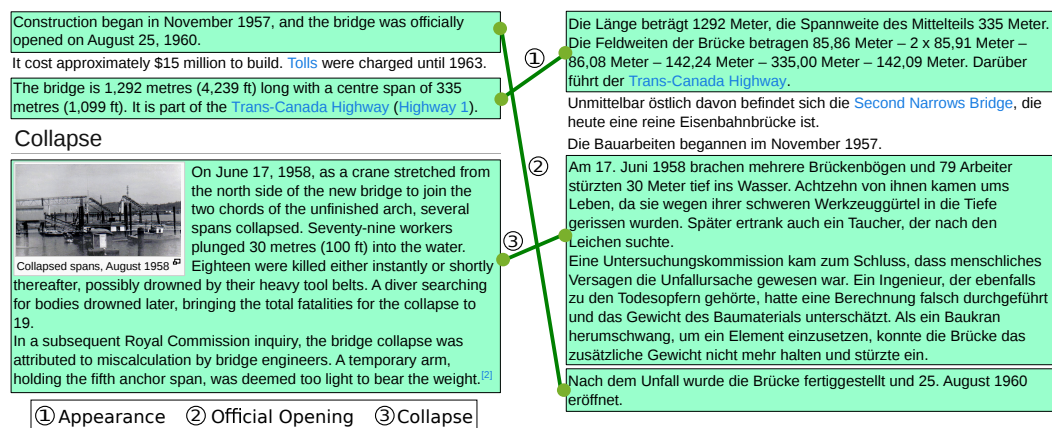 Construction began in November 1957, and the bridge was officially
opened on August 25, 1960.
It cost approximately $15 million to build. Tolls were charged until 1963.
The bridge is 1,292 metres (4,239 ft) long with a centre span of 335
metres (1,099 ft). It is part of the Trans-Canada Highway (Highway 1).
Collapse
On June 17, 1958, as a crane stretched from
the north side of the new bridge to join the
two chords of the unfinished arch, several
spans collapsed. Seventy-nine workers
plunged 30 metres (100 ft) into the water.
Eighteen were killed either instantly or shortly
Collapsed spans, August 1958
thereafter, possibly drowned by their heavy tool belts. A diver searching
for bodies drowned later, bringing the total fatalities for the collapse to
19.
In a subsequent Royal Commission inquiry, the bridge collapse was
attributed to miscalculation by bridge engineers. A temporary arm,
holding the fifth anchor span, was deemed too light to bear the weight.[2]
①
②
③
Die Länge beträgt 1292 Meter, die Spannweite des Mittelteils 335 Meter.
Die Feldweiten der Brücke betragen 85,86 Meter – 2 x 85,91 Meter –
86,08 Meter – 142,24 Meter – 335,00 Meter – 142,09 Meter. Darüber
führt der Trans-Canada Highway.
Unmittelbar östlich davon befindet sich die Second Narrows Bridge, die
heute eine reine Eisenbahnbrücke ist.
Die Bauarbeiten begannen im November 1957.
Am 17. Juni 1958 brachen mehrere Brückenbögen und 79 Arbeiter
stürzten 30 Meter tief ins Wasser. Achtzehn von ihnen kamen ums
Leben, da sie wegen ihrer schweren Werkzeuggürtel in die Tiefe
gerissen wurden. Später ertrank auch ein Taucher, der nach den
Leichen suchte.
Eine Untersuchungskommission kam zum Schluss, dass menschliches
Versagen die Unfallursache gewesen war. Ein Ingenieur, der ebenfalls
zu den Todesopfern gehörte, hatte eine Berechnung falsch durchgeführt
und das Gewicht des Baumaterials unterschätzt. Als ein Baukran
herumschwang, um ein Element einzusetzen, konnte die Brücke das
zusätzliche Gewicht nicht mehr halten und stürzte ein.
Nach dem Unfall wurde die Brücke fertiggestellt und 25. August 1960
eröffnet.
① Appearance ② Official Opening ③ Collapse